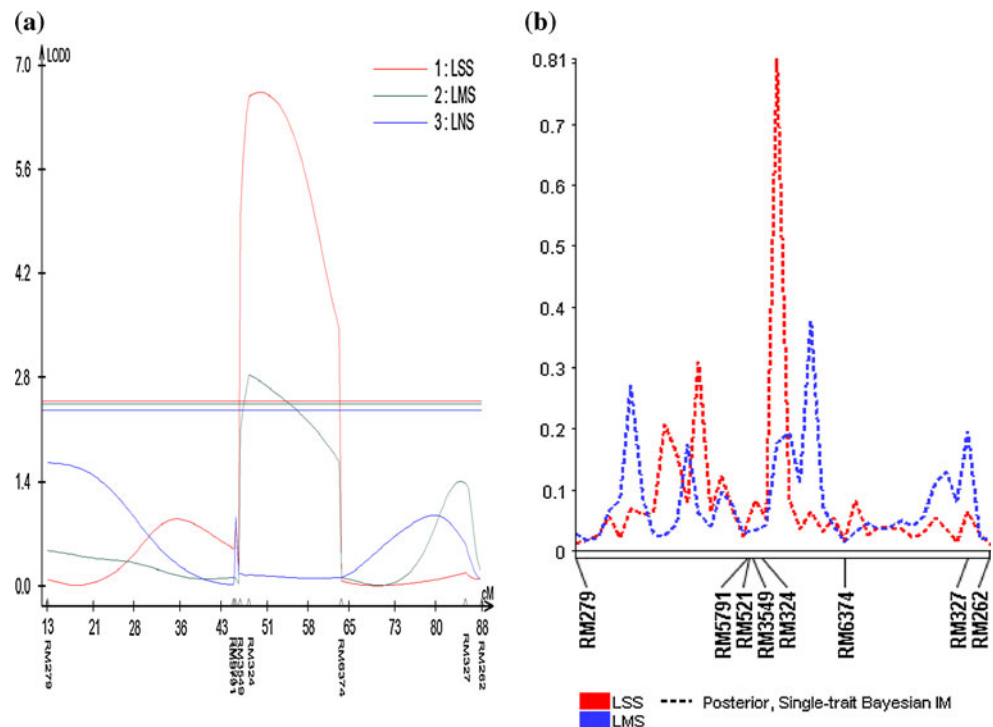 (a)
LOD0
7.0
5.6
4.2
2.8
1.4
0.0
1 : LSS
2 : LMS
3 : LNS
cM
13 21 28 36 43 51 58 65 73 80 88
RM279
RM3549
RM324
RM6374
RM327
RM262
(b)
0.81
0.7
0.6
0.5
0.4
0.3
0.2
0.1
0
RM279
RM5791
RM521
RM3549
RM324
RM6374
RM327
RM262
LSS
Posterior, Single-trait Bayesian IM
LMS